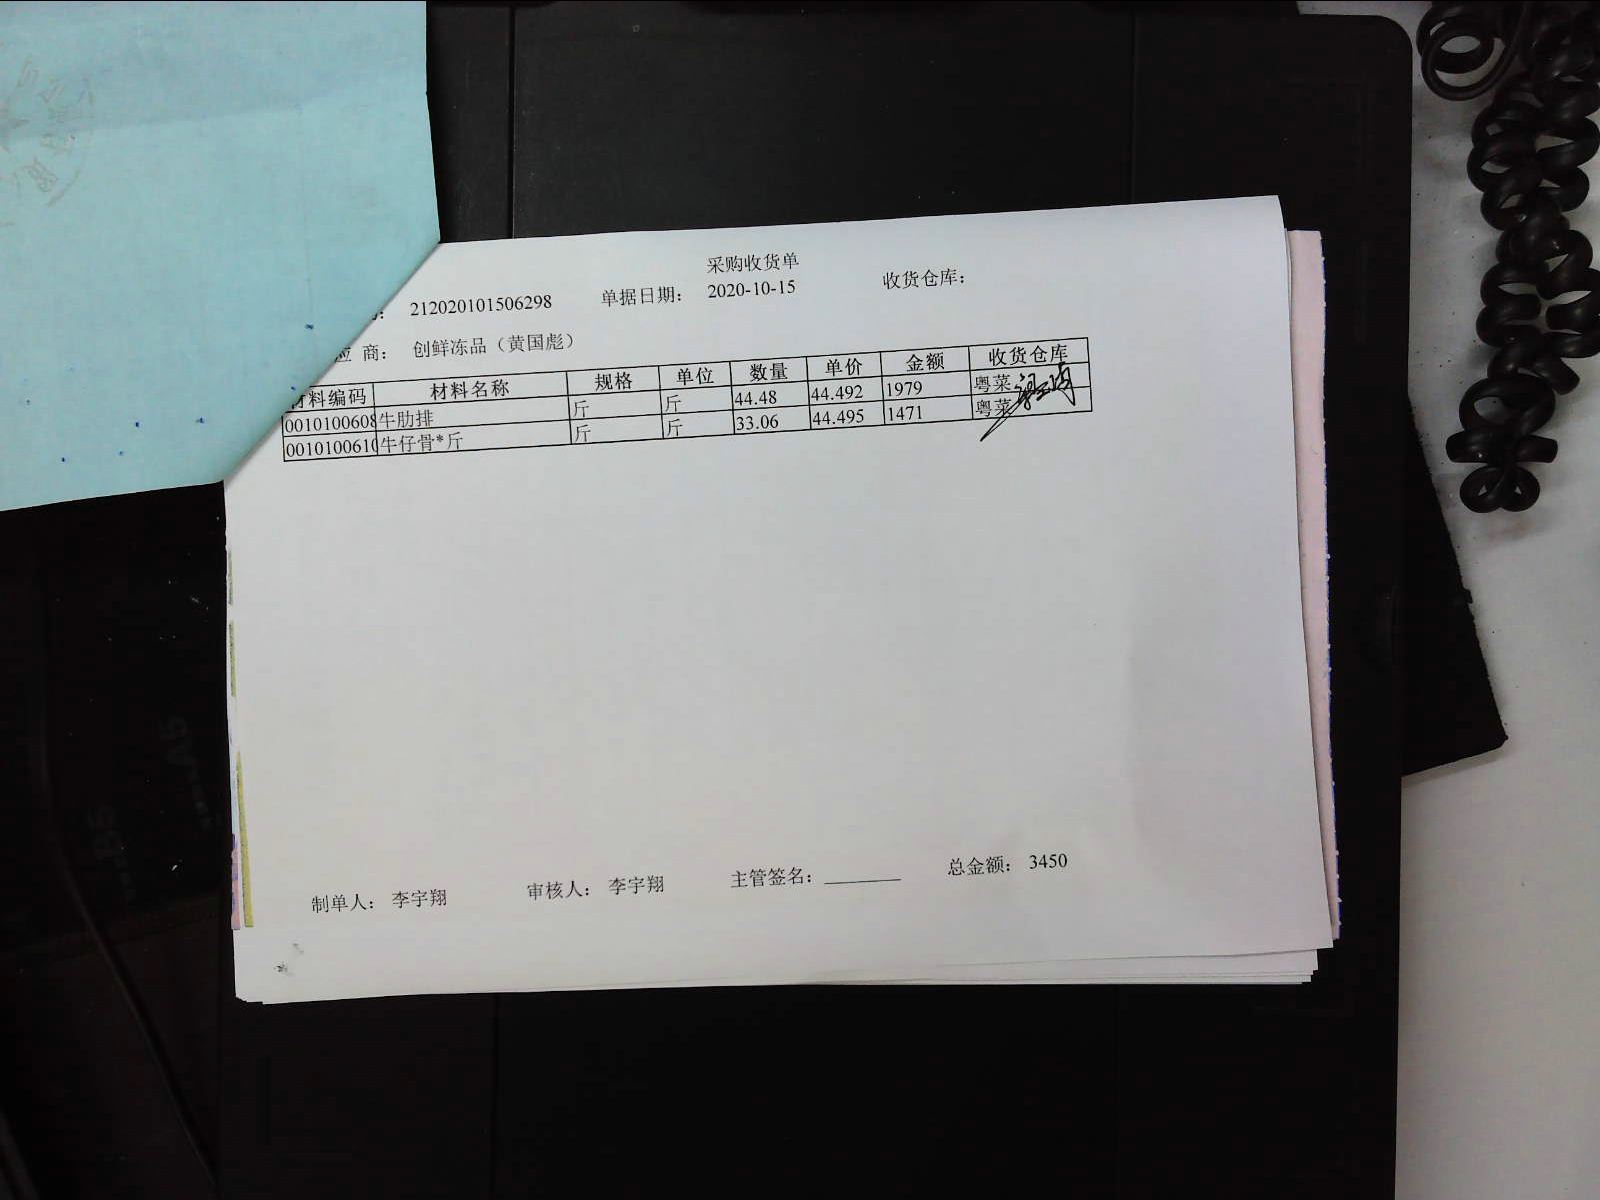 采购收货单
: 212020101506298 单据日期: 2020-10-15 收货仓库:
应 商: 创鲜冻品（黄国彪）
材料编码 材料名称 规格 单位 数量 单价 金额 收货仓库
0010100608 牛肋排 斤 斤 44.48 44.492 1979 粤菜
0010100610 牛仔骨*斤 斤 斤 33.06 44.495 1471 粤菜
制单人: 李宇翔 审核人: 李宇翔 主管签名: ________ 总金额: 3450
A5
B5